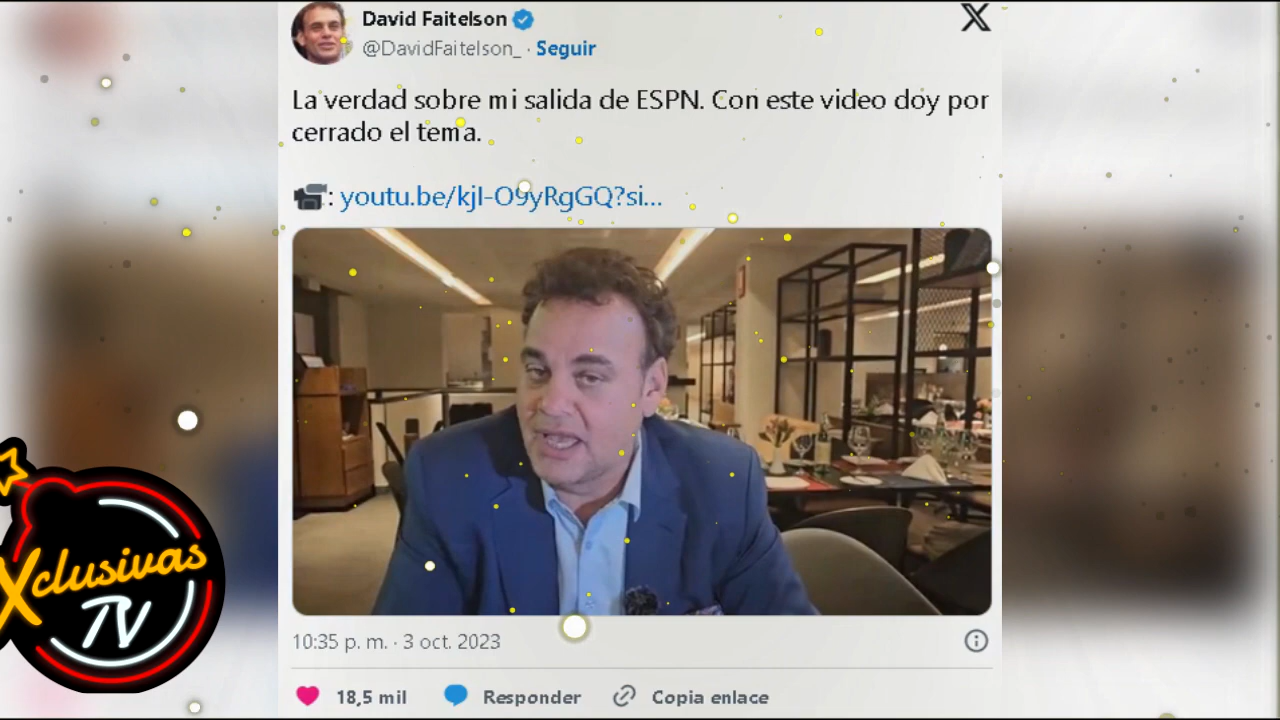 David Faitelson
@DavidFaitelson_ · Seguir
La verdad sobre mi salida de ESPN. Con este video doy por
cerrado el tema.
: youtu.be/kjI-O9yRgGQ?si...
10:35 p. m. · 3 oct. 2023
18,5 mil Responder Copia enlace
Xclusivas
TV